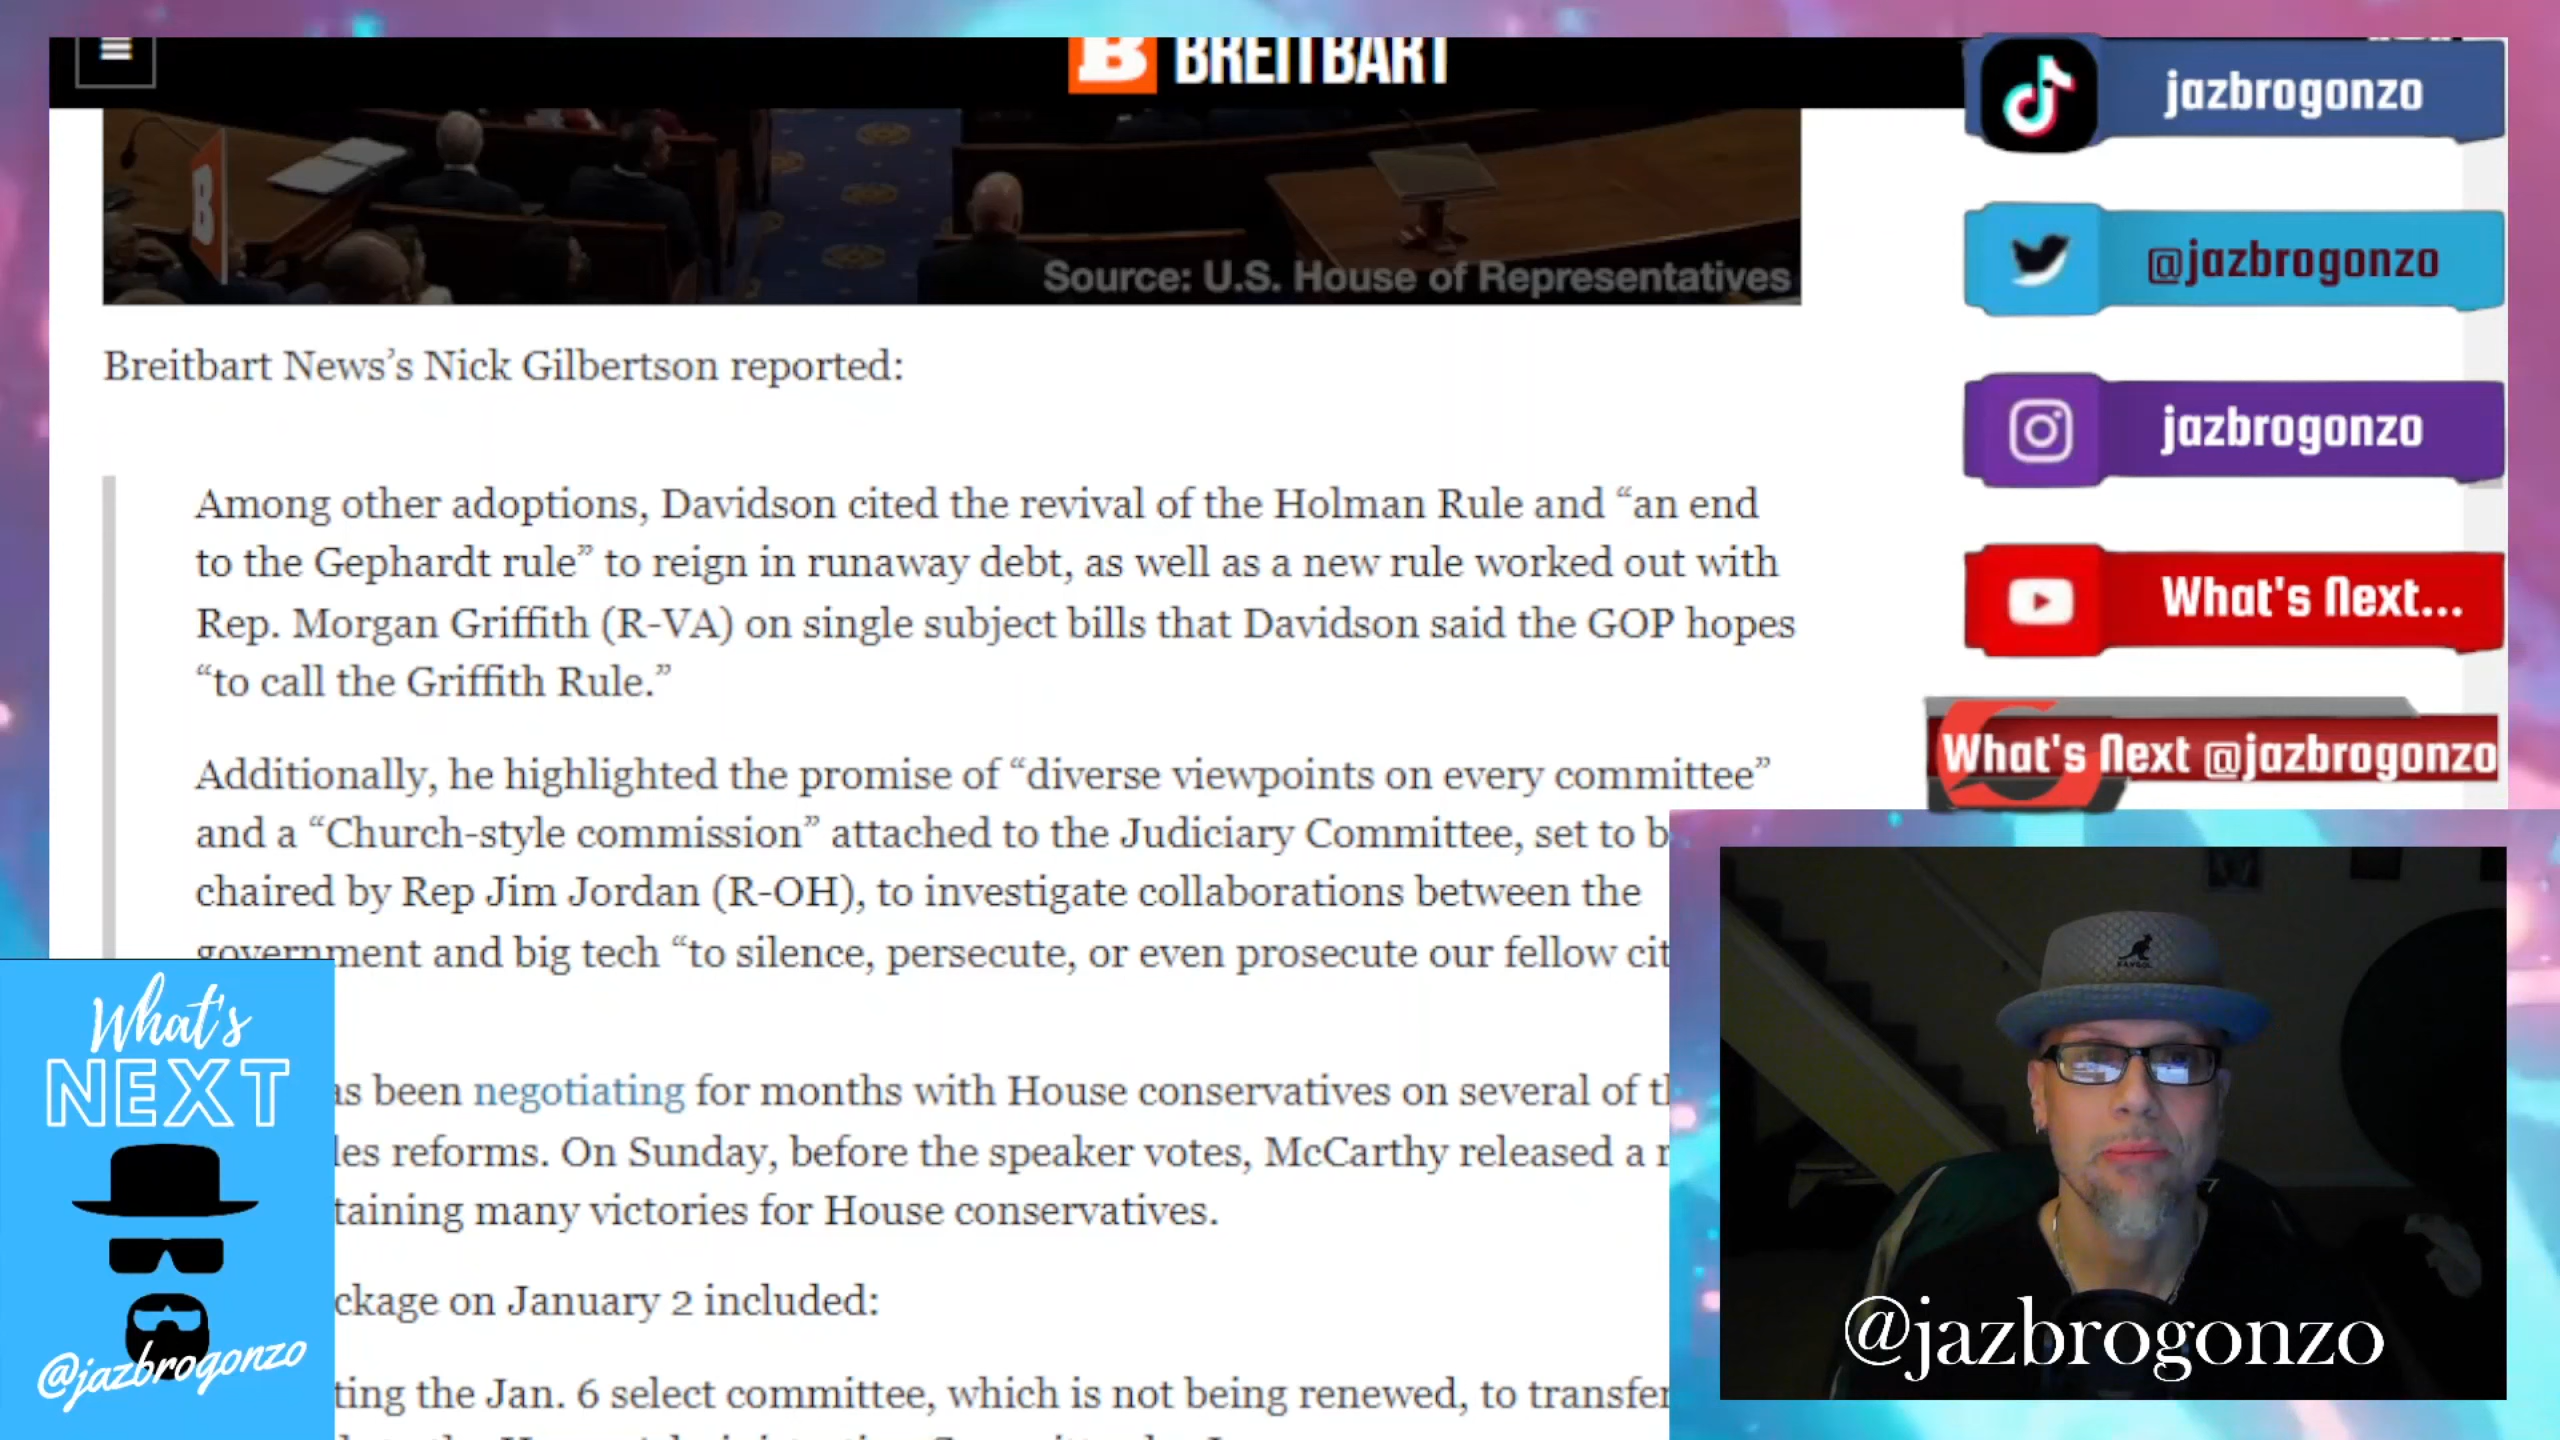 BREITBART
Source: U.S. House of Representatives
Breitbart News’s Nick Gilbertson reported:
Among other adoptions, Davidson cited the revival of the Holman Rule and “an end
to the Gephardt rule” to reign in runaway debt, as well as a new rule worked out with
Rep. Morgan Griffith (R-VA) on single subject bills that Davidson said the GOP hopes
“to call the Griffith Rule.”
Additionally, he highlighted the promise of “diverse viewpoints on every committee”
and a “Church-style commission” attached to the Judiciary Committee, set to b
chaired by Rep Jim Jordan (R-OH), to investigate collaborations between the
government and big tech “to silence, persecute, or even prosecute our fellow cit
as been negotiating for months with House conservatives on several of th
les reforms. On Sunday, before the speaker votes, McCarthy released a r
taining many victories for House conservatives.
ckage on January 2 included:
ting the Jan. 6 select committee, which is not being renewed, to transfer
jazbrogonzo
@jazbrogonzo
jazbrogonzo
What's Next...
What's Next @jazbrogonzo
What's
NEXT
@jazbrogonzo
KANGOL
@jazbrogonzo